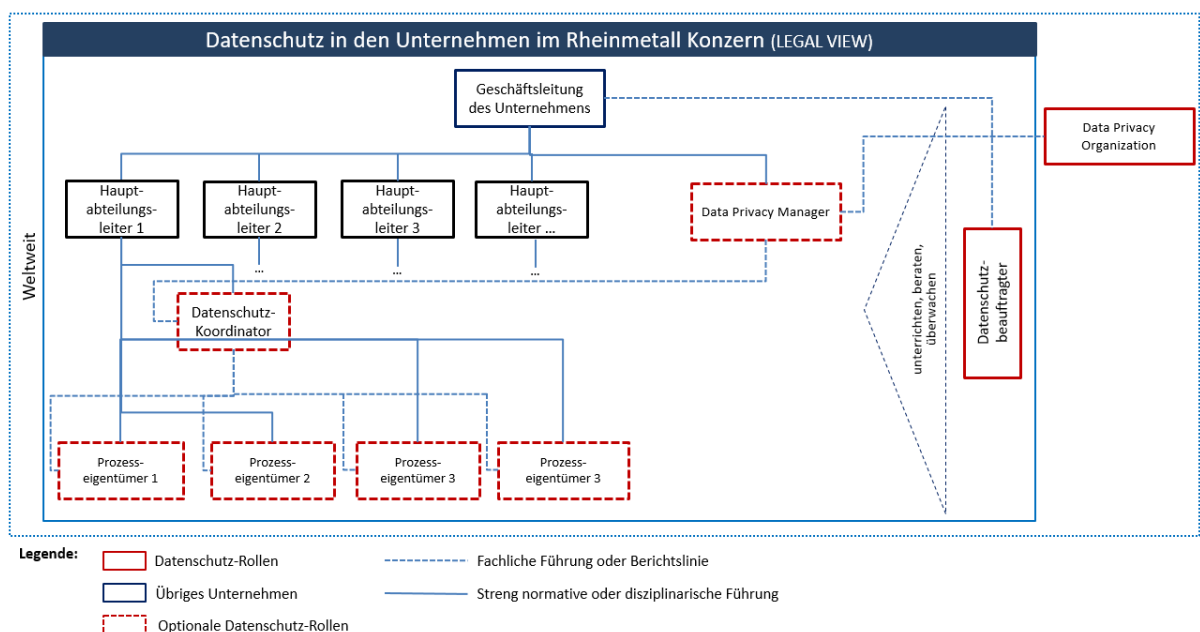 Datenschutz in den Unternehmen im Rheinmetall Konzern (LEGAL VIEW)
Geschäftsleitung
des Unternehmens
Data Privacy
Organization
Haupt-
abteilungs-
leiter 1
Haupt-
abteilungs-
leiter 2
Haupt-
abteilungs-
leiter 3
Haupt-
abteilungs-
leiter ...
Data Privacy Manager
Weltweit
...
...
...
Datenschutz-
Koordinator
unterrichten, beraten,
überwachen
Datenschutz-
beauftragter
Prozess-
eigentümer 1
Prozess-
eigentümer 2
Prozess-
eigentümer 3
Prozess-
eigentümer 3
Legende:
Datenschutz-Rollen
Fachliche Führung oder Berichtslinie
Übriges Unternehmen
Streng normative oder disziplinarische Führung
Optionale Datenschutz-Rollen